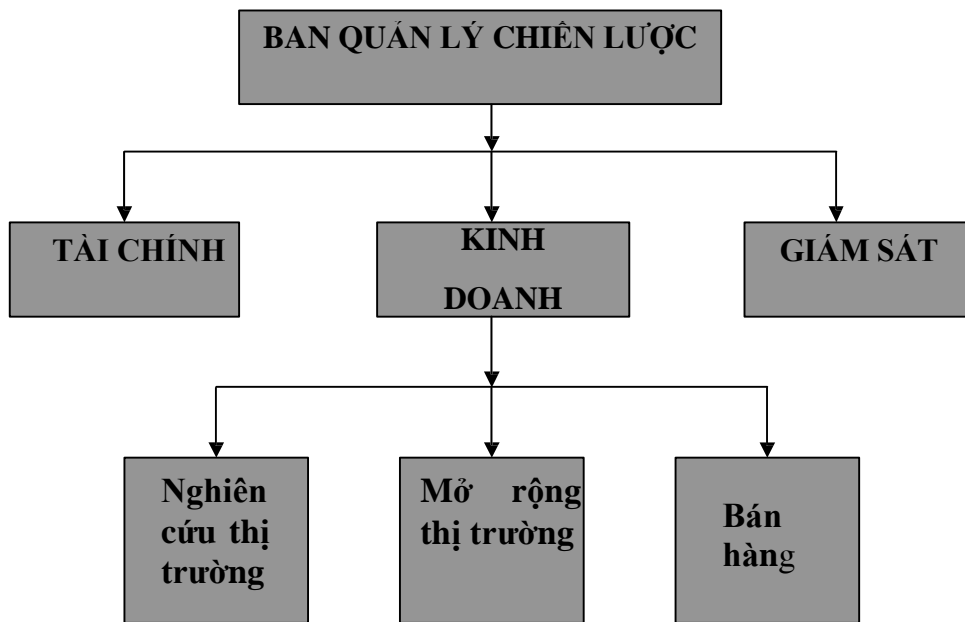 BAN QUẢN LÝ CHIẾN LƯỢC
TÀI CHÍNH
KINH
DOANH
GIÁM SÁT
Nghiên
cứu thị
trường
Mở rộng
thị trường
Bán
hàng